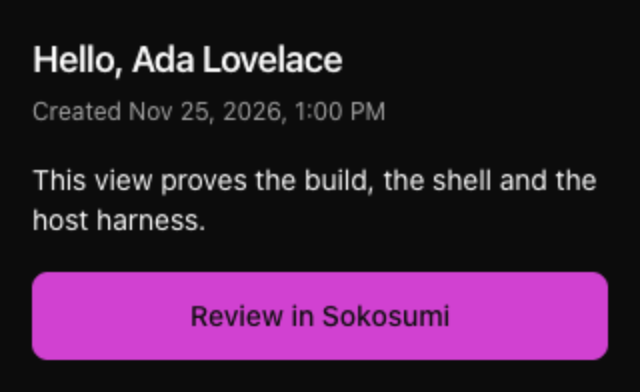 Hello, Ada Lovelace
Created Nov 25, 2026, 1:00 PM
This view proves the build, the shell and the
host harness.
Review in Sokosumi